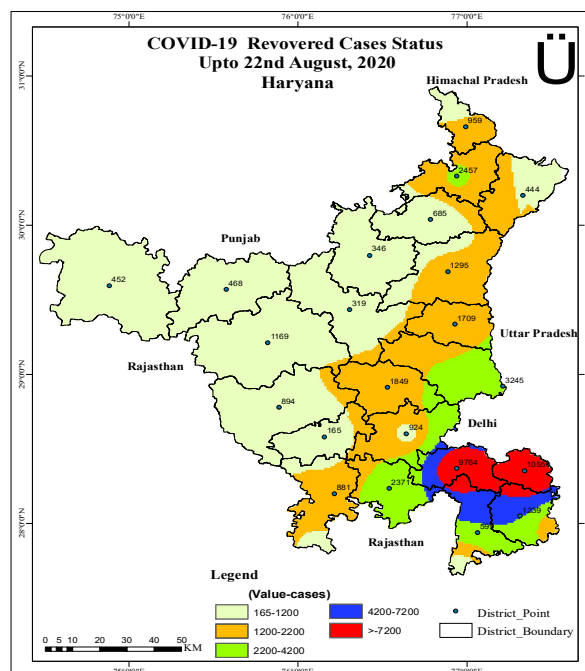 75°0'0"E 76°0'0"E 77°0'0"E
COVID-19 Revovered Cases Status
Upto 22nd August, 2020
Haryana
Ü
31°0'0"N
Himachal Pradesh
959
2457
444
30°0'0"N
685
Punjab
346
1295
452
468
319
1709
1169
Uttar Pradesh
29°0'0"N
Rajasthan
1849
3245
894
924
Delhi
165
9764
10558
881
2371
28°0'0"N
1239
Rajasthan
Legend
(Value-cases)
165-1200
4200-7200
District_Point
1200-2200
>-7200
District_Boundary
2200-4200
0 5 10 20 30 40 50
KM